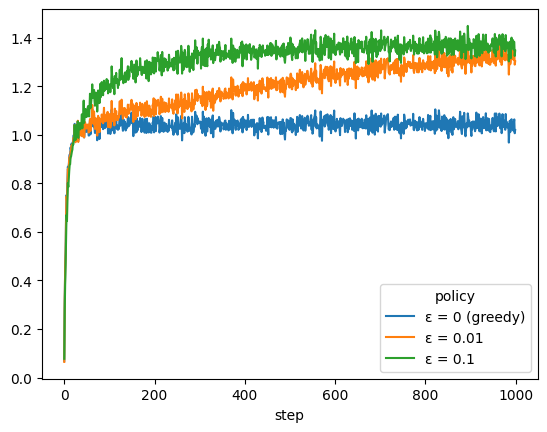 1.4
1.2
1.0
0.8
0.6
0.4
0.2
0.0
policy
ε = 0 (greedy)
ε = 0.01
ε = 0.1
0 200 400 600 800 1000
step